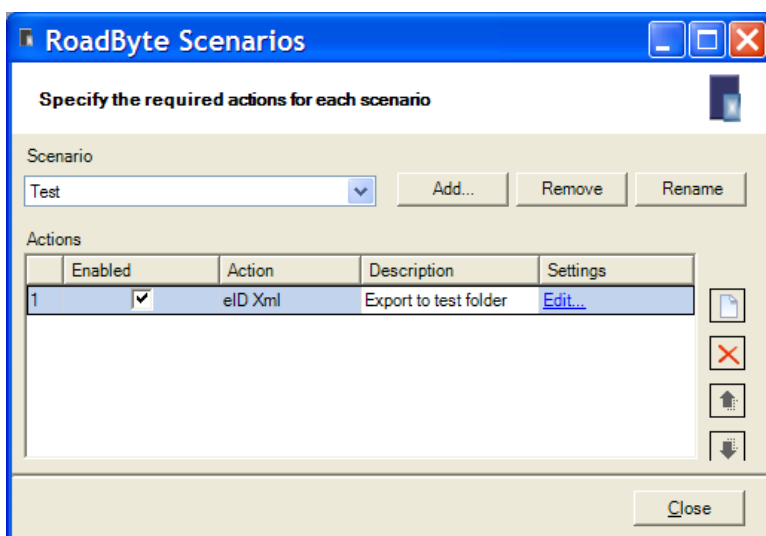 RoadByte Scenarios
Specify the required actions for each scenario
Scenario
Test Add... Remove Rename
Actions
Enabled Action Description Settings
1 eID Xml Export to test folder Edit...
Close